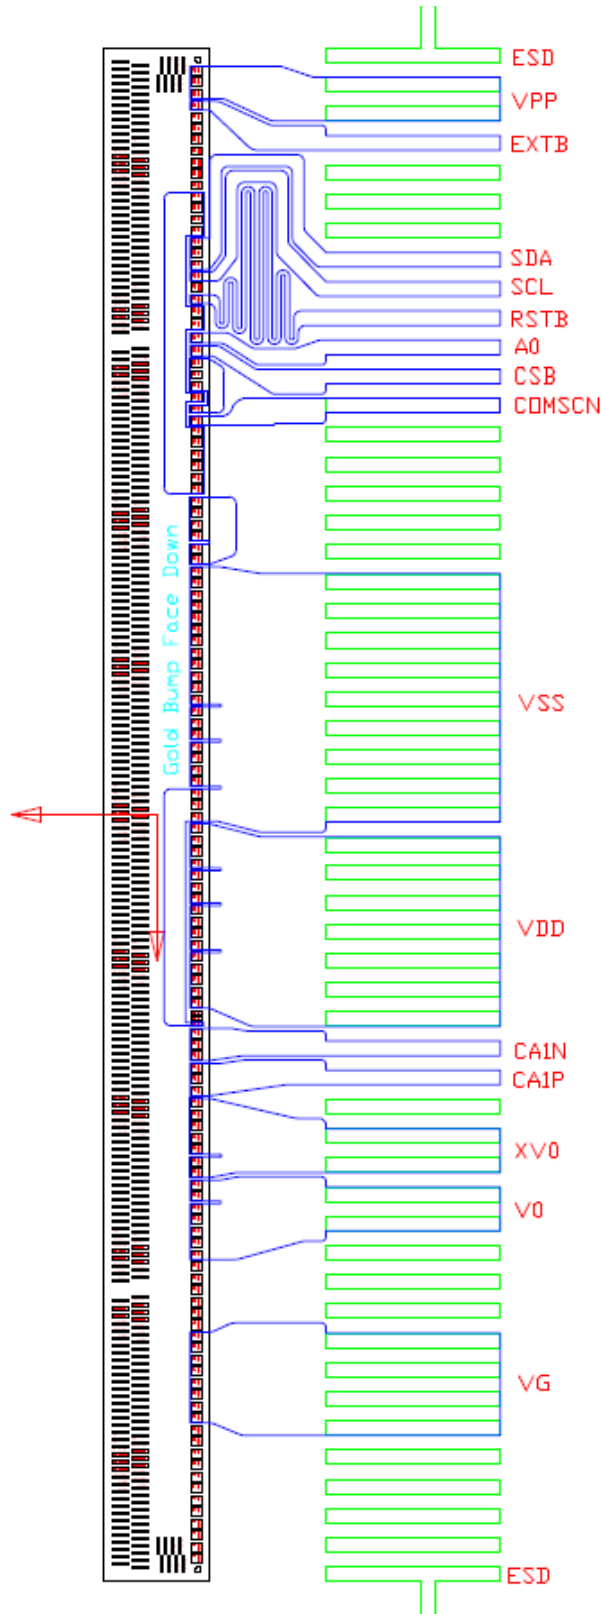 ESD
VPP
EXTB
SDA
SCL
RSTB
A0
CSB
COMSCN
Gold Bump Face Down
VSS
VDD
CA1N
CA1P
XV0
V0
VG
ESD